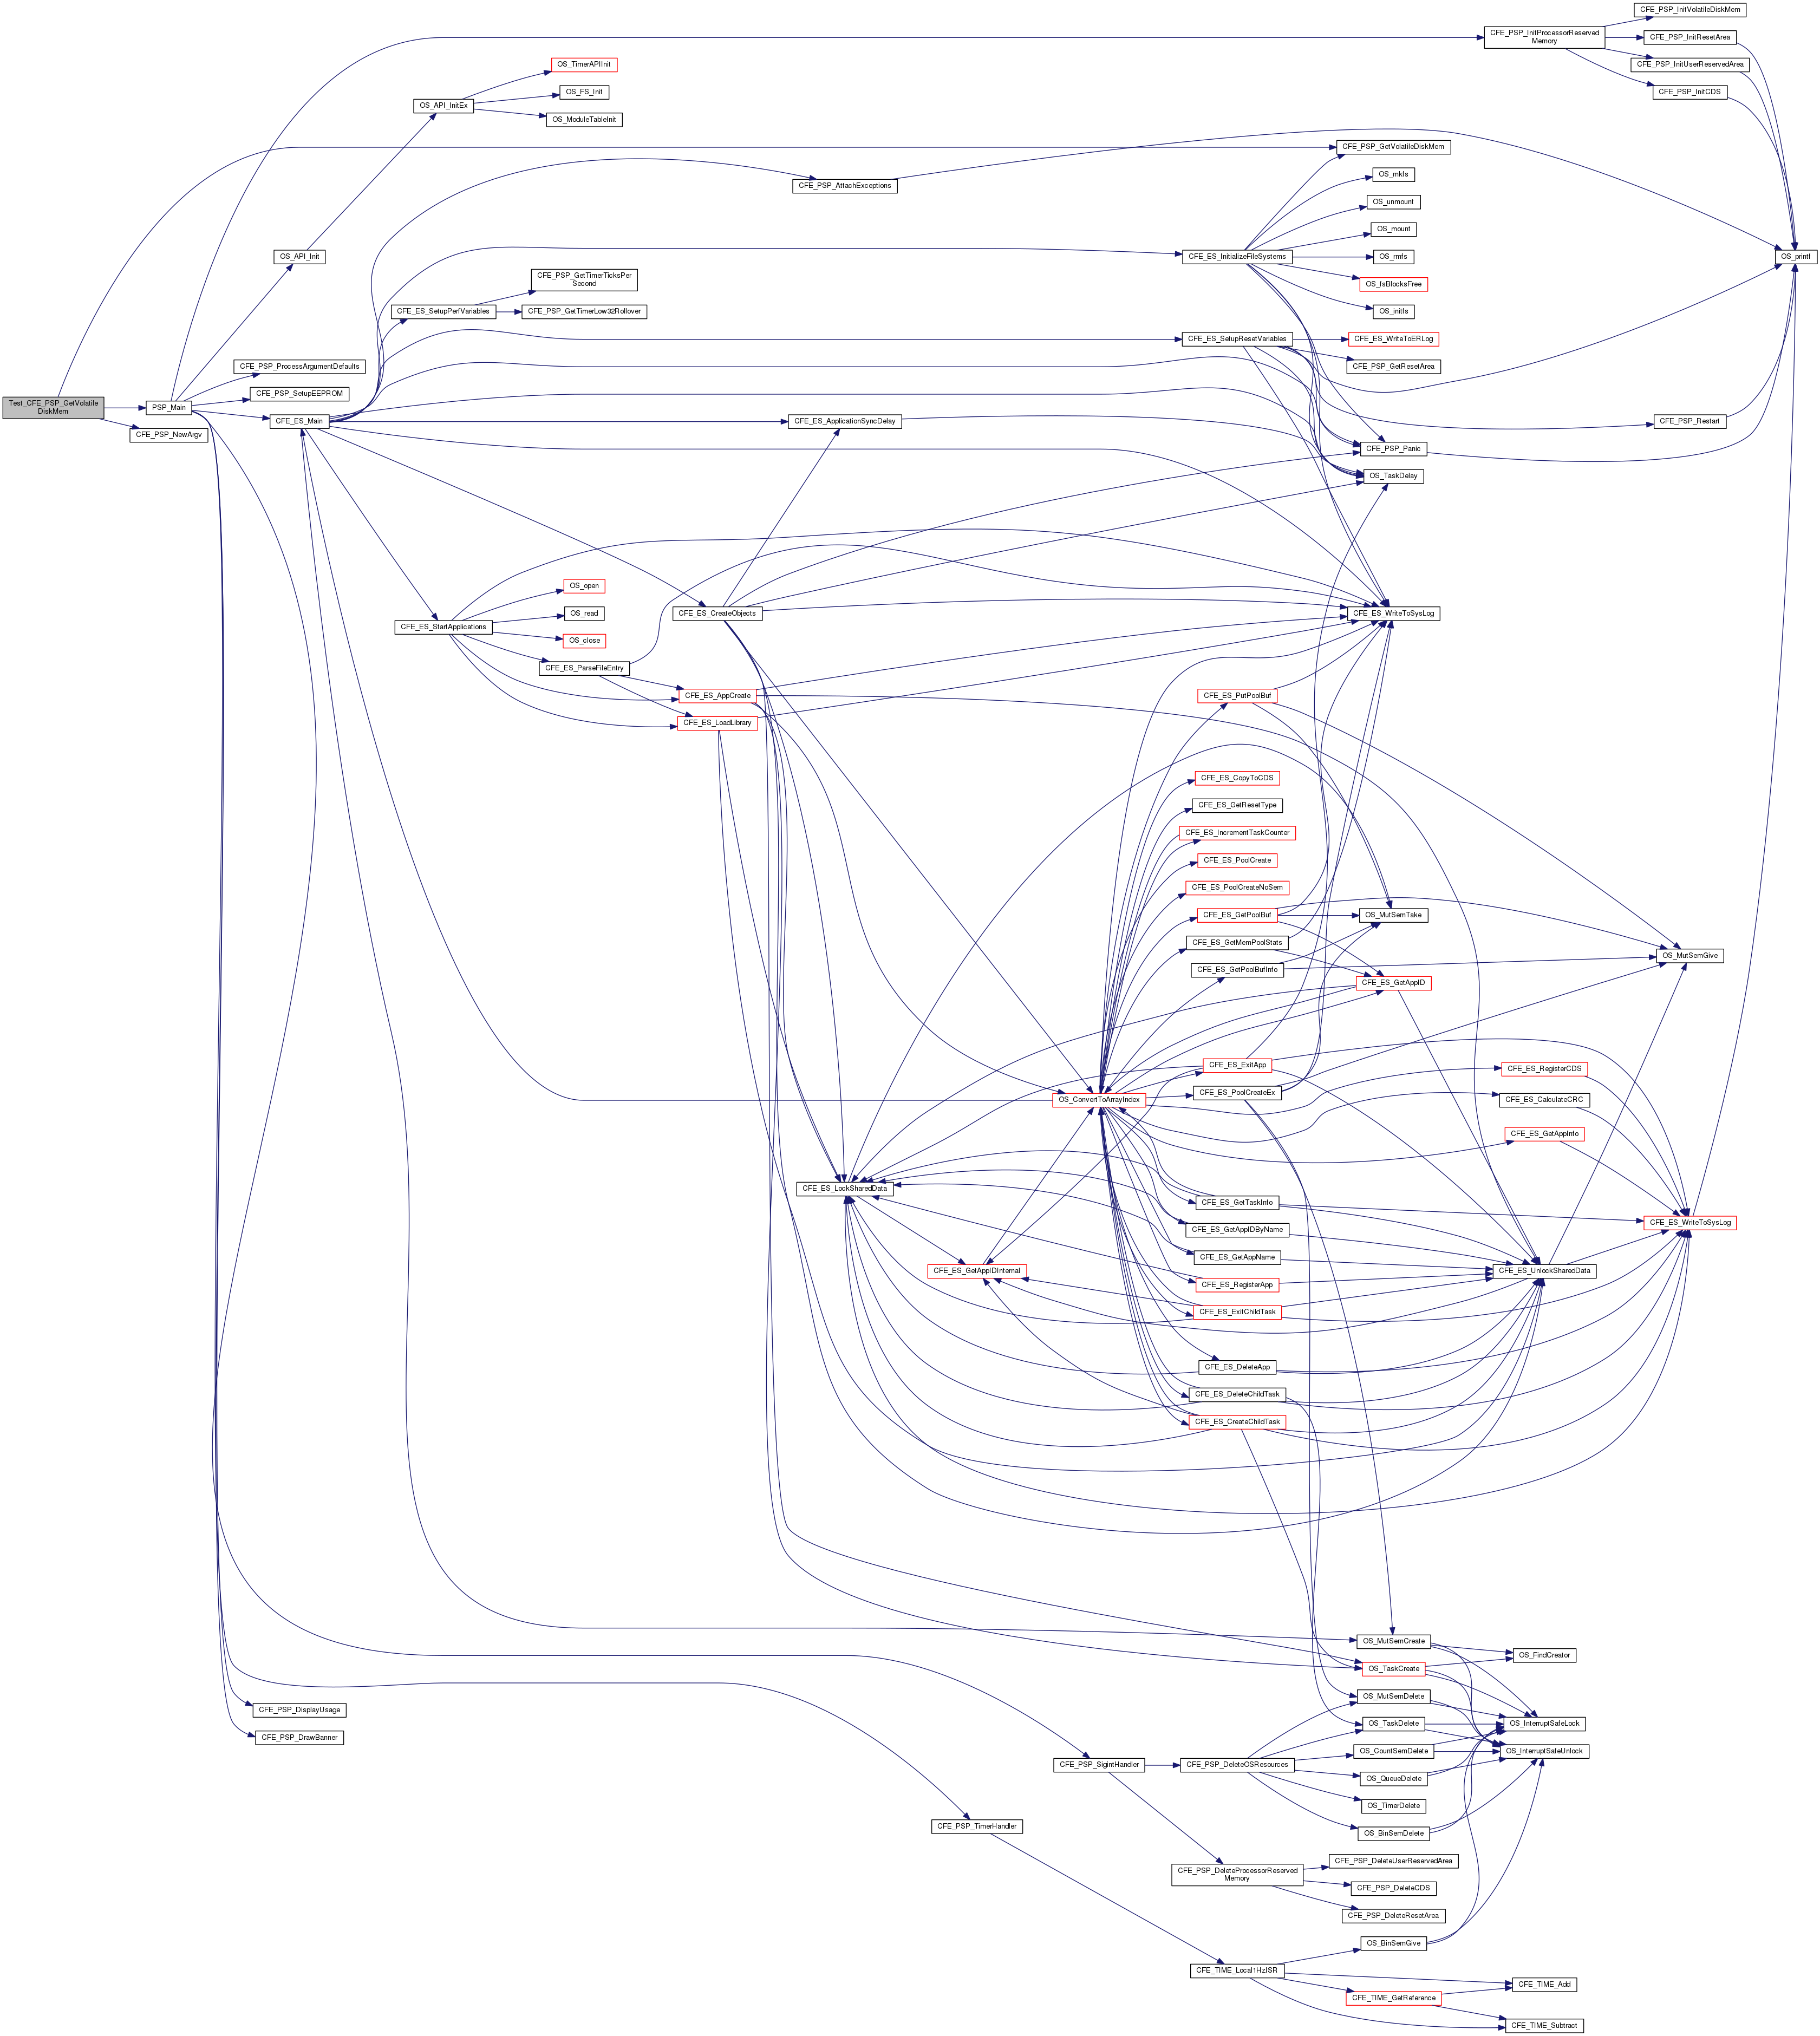 CFE_PSP_InitVolatileDiskMem
CFE_PSP_InitProcessorReserved
Memory
CFE_PSP_InitResetArea
CFE_PSP_InitUserReservedArea
CFE_PSP_InitCDS
OS_TimerAPIInit
OS_FS_Init
OS_API_InitEx
OS_ModuleTableInit
CFE_PSP_GetVolatileDiskMem
OS_mkfs
CFE_PSP_AttachExceptions
OS_unmount
OS_mount
OS_API_Init
CFE_ES_InitializeFileSystems
OS_rmfs
OS_printf
CFE_PSP_GetTimerTicksPer
Second
OS_fsBlocksFree
CFE_ES_SetupPerfVariables
CFE_PSP_GetTimerLow32Rollover
OS_initfs
CFE_ES_SetupResetVariables
CFE_ES_WriteToERLog
CFE_PSP_ProcessArgumentDefaults
CFE_PSP_GetResetArea
CFE_PSP_SetupEEPROM
Test_CFE_PSP_GetVolatile
DiskMem
PSP_Main
CFE_ES_Main
CFE_ES_ApplicationSyncDelay
CFE_PSP_Restart
CFE_PSP_NewArgv
CFE_PSP_Panic
OS_TaskDelay
OS_open
OS_read
CFE_ES_CreateObjects
CFE_ES_WriteToSysLog
CFE_ES_StartApplications
OS_close
CFE_ES_ParseFileEntry
CFE_ES_AppCreate
CFE_ES_PutPoolBuf
CFE_ES_LoadLibrary
CFE_ES_CopyToCDS
CFE_ES_GetResetType
CFE_ES_IncrementTaskCounter
CFE_ES_PoolCreate
CFE_ES_PoolCreateNoSem
CFE_ES_GetPoolBuf
OS_MutSemTake
CFE_ES_GetMemPoolStats
OS_MutSemGive
CFE_ES_GetPoolBufInfo
CFE_ES_GetAppID
CFE_ES_ExitApp
CFE_ES_RegisterCDS
CFE_ES_PoolCreateEx
OS_ConvertToArrayIndex
CFE_ES_CalculateCRC
CFE_ES_GetAppInfo
CFE_ES_LockSharedData
CFE_ES_GetTaskInfo
CFE_ES_WriteToSysLog
CFE_ES_GetAppIDByName
CFE_ES_GetAppName
CFE_ES_GetAppIDInternal
CFE_ES_UnlockSharedData
CFE_ES_RegisterApp
CFE_ES_ExitChildTask
CFE_ES_DeleteApp
CFE_ES_DeleteChildTask
CFE_ES_CreateChildTask
OS_MutSemCreate
OS_FindCreator
OS_TaskCreate
OS_MutSemDelete
CFE_PSP_DisplayUsage
OS_TaskDelete
OS_InterruptSafeLock
CFE_PSP_DrawBanner
OS_CountSemDelete
OS_InterruptSafeUnlock
CFE_PSP_SigintHandler
CFE_PSP_DeleteOSResources
OS_QueueDelete
OS_TimerDelete
CFE_PSP_TimerHandler
OS_BinSemDelete
CFE_PSP_DeleteProcessorReserved
Memory
CFE_PSP_DeleteUserReservedArea
CFE_PSP_DeleteCDS
CFE_PSP_DeleteResetArea
OS_BinSemGive
CFE_TIME_Local1HzISR
CFE_TIME_Add
CFE_TIME_GetReference
CFE_TIME_Subtract